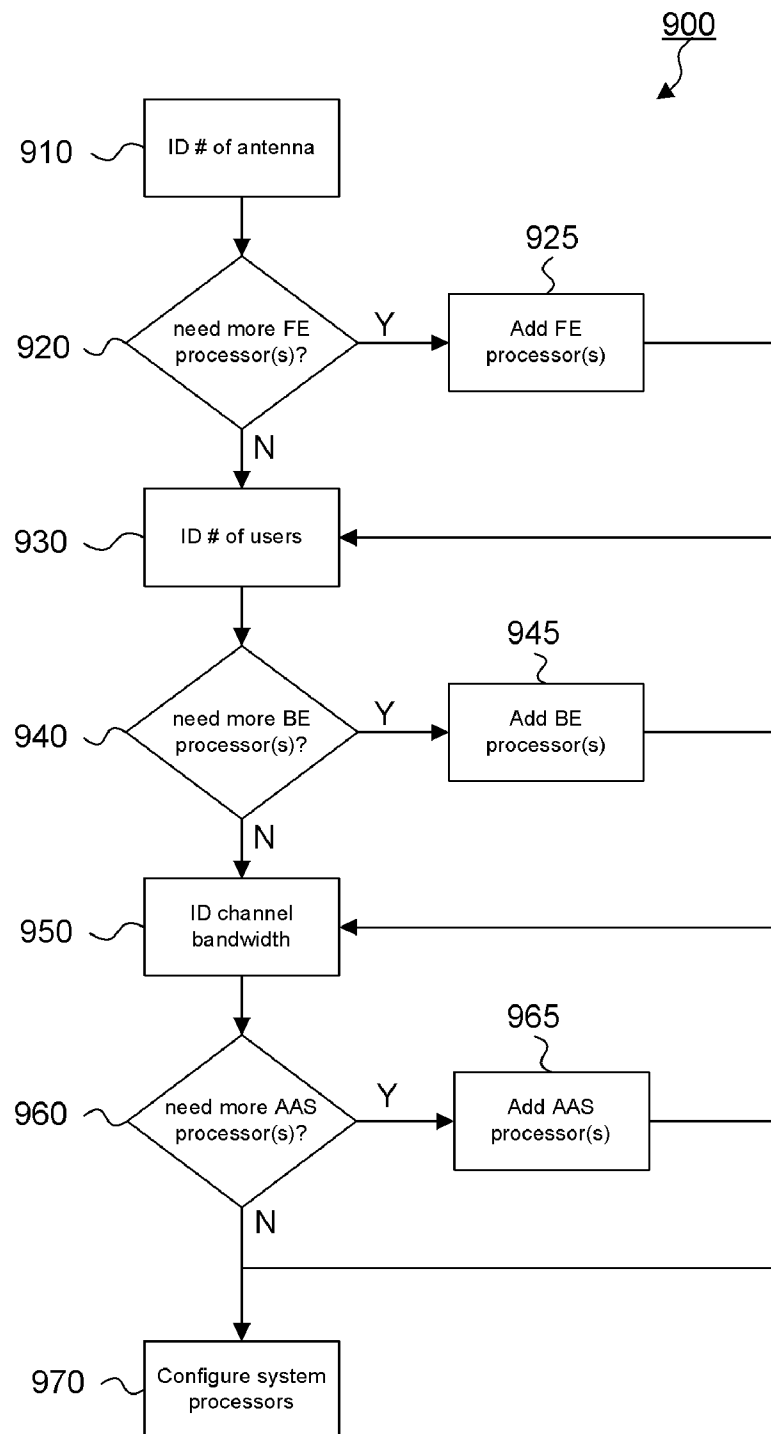 900
910
ID # of antenna
925
920
need more FE
processor(s)?
Y
Add FE
processor(s)
N
930
ID # of users
945
940
need more BE
processor(s)?
Y
Add BE
processor(s)
N
950
ID channel
bandwidth
965
960
need more AAS
processor(s)?
Y
Add AAS
processor(s)
N
970
Configure system
processors